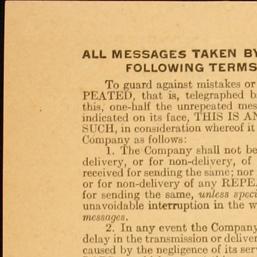 ALL MESSAGES TAKEN BY
FOLLOWING TERMS
To guard against mistakes or
PEATED, that is, telegraphed b
this, one-half the unrepeated mes
indicated on its face, THIS IS AN
SUCH, in consideration whereof it
Company as follows:
1. The Company shall not be
delivery, or for non-delivery, of
received for sending the same; nor
or for non-delivery of any REPE
for sending the same, unless speci
unavoidable interruption in the w
messages.
2. In any event the Company
delay in the transmission or deliver
caused by the negligence of its ser